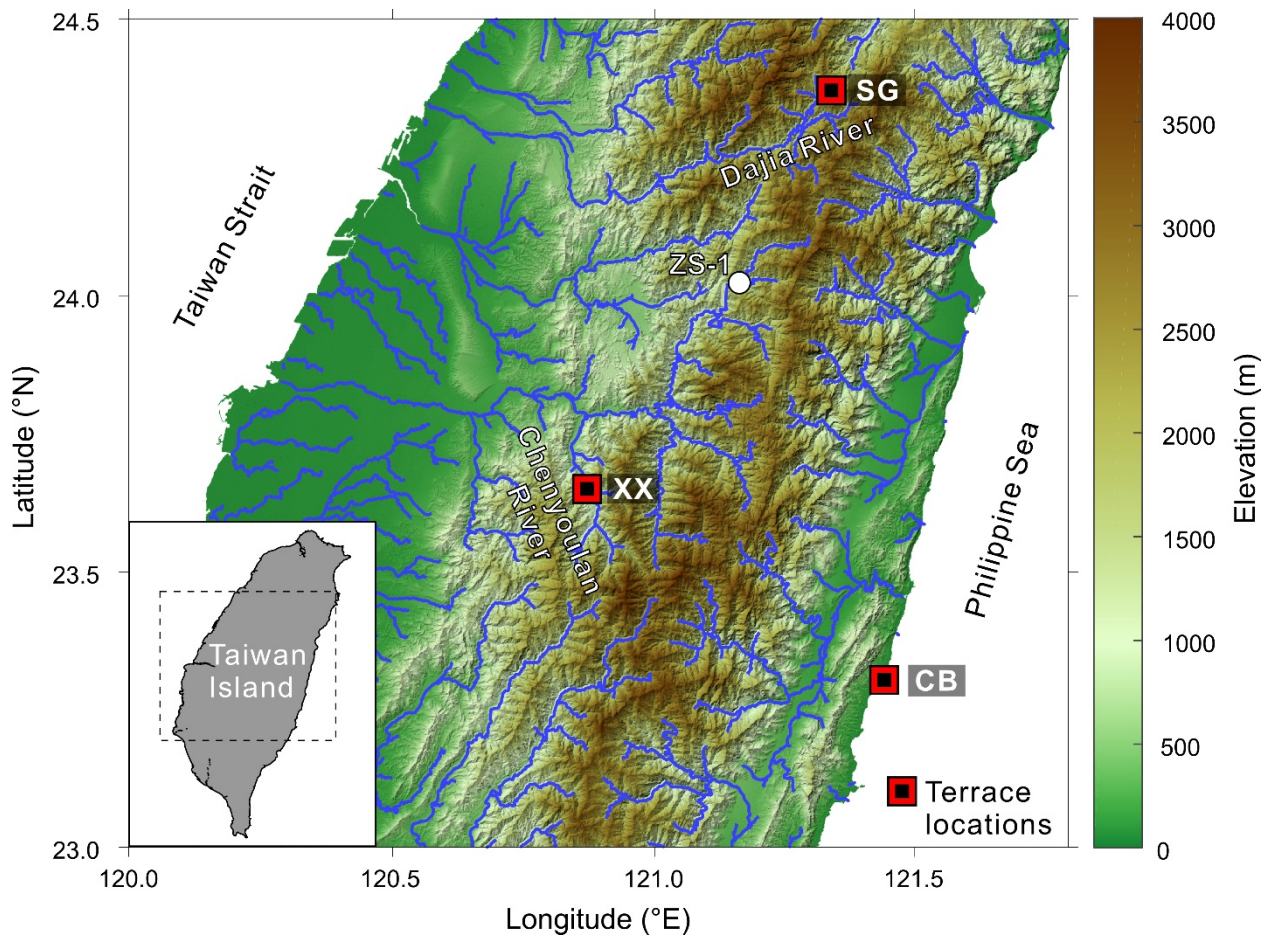 24.5
24.0
23.5
23.0
Latitude (°N)
120.0
120.5
121.0
121.5
Longitude (°E)
Taiwan Strait
Philippine Sea
SG
Dajia River
ZS-1
XX
Chenyoulan
River
CB
Terrace
locations
Taiwan
Island
4000
3500
3000
2500
2000
1500
1000
500
0
Elevation (m)